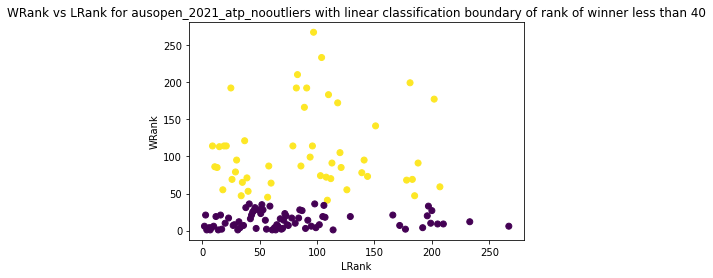 WRank vs LRank for ausopen_2021_atp_nooutliers with linear classification boundary of rank of winner less than 40
250
200
150
100
50
0
WRank
0 50 100 150 200 250
LRank